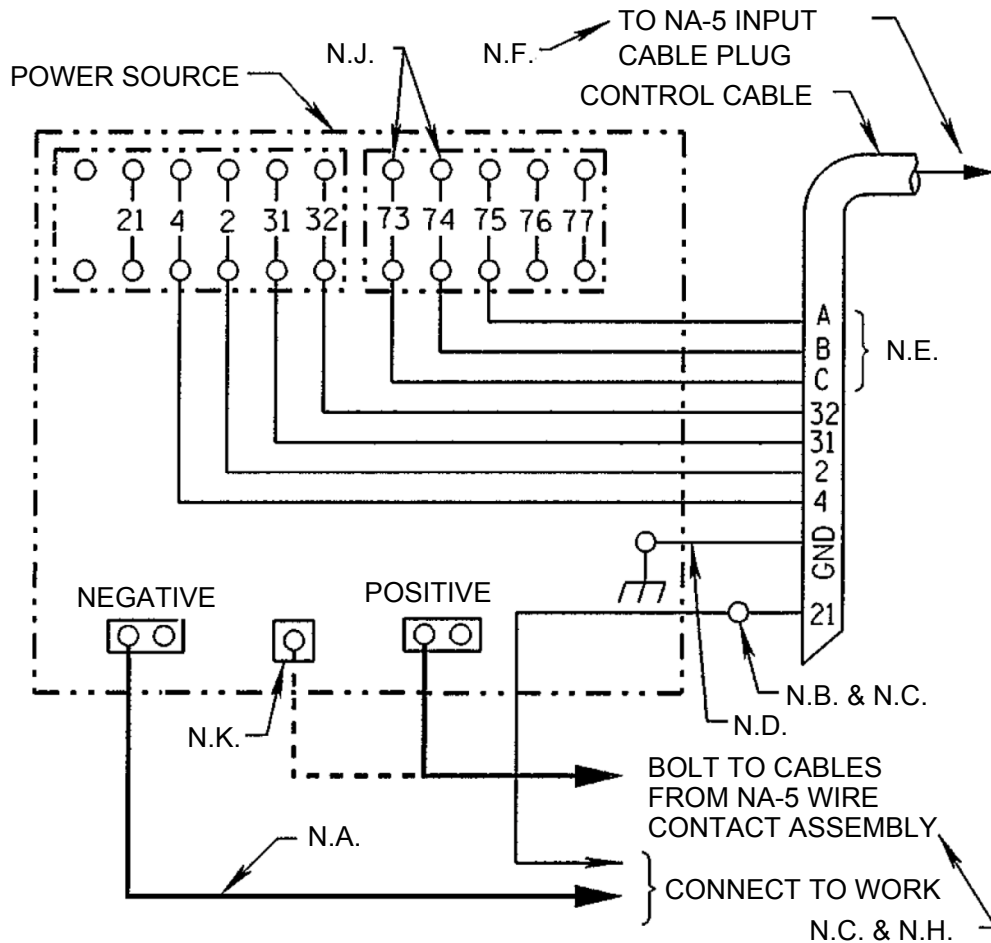 TO NA-5 INPUT
CABLE PLUG
N.J.
N.F.
POWER SOURCE
CONTROL CABLE
21 4 2 31 32 73 74 75 76 77
A
B
C
N.E.
32
31
2
4
GND
21
NEGATIVE
POSITIVE
N.B. & N.C.
N.D.
N.K.
BOLT TO CABLES
FROM NA-5 WIRE
CONTACT ASSEMBLY
N.A.
CONNECT TO WORK
N.C. & N.H.